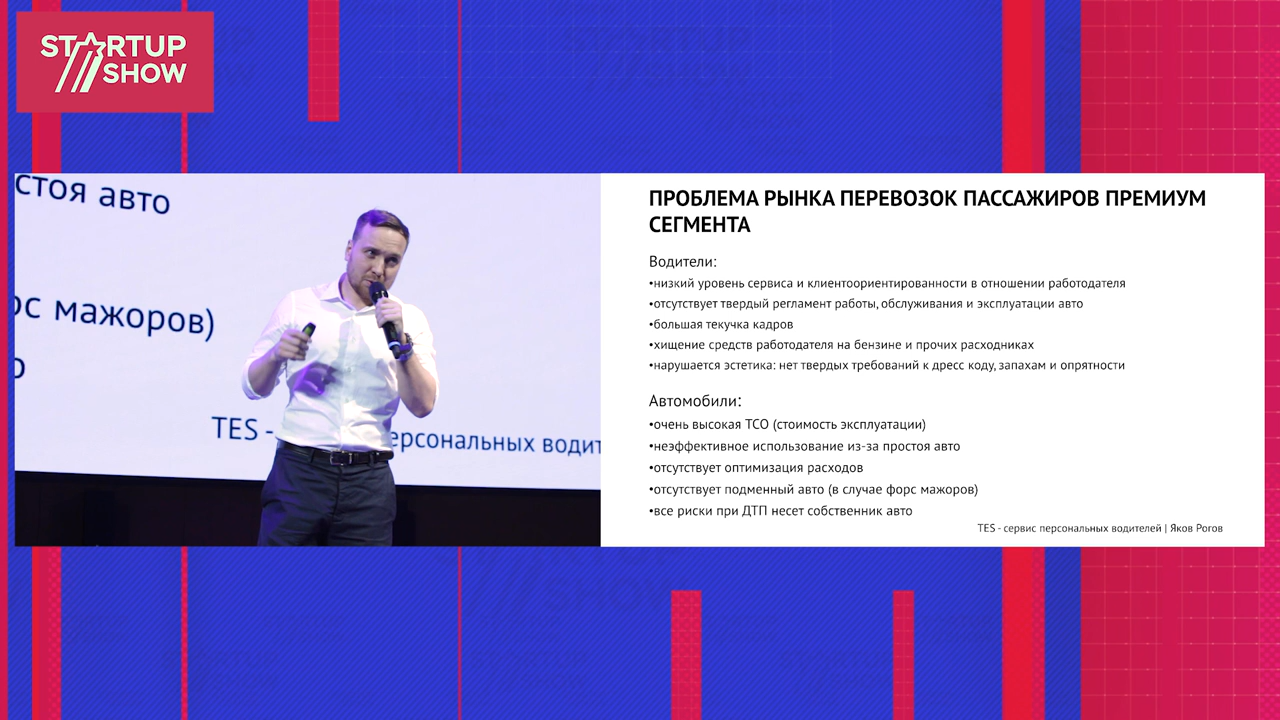 STARTUP
SHOW
стоя авто
рс мажоров)
TES -
ерсональных водит
ПРОБЛЕМА РЫНКА ПЕРЕВОЗОК ПАССАЖИРОВ ПРЕМИУМ
СЕГМЕНТА
Водители:
•низкий уровень сервиса и клиентоориентированности в отношении работодателя
•отсутствует твердый регламент работы, обслуживания и эксплуатации авто
•большая текучка кадров
•хищение средств работодателя на бензине и прочих расходниках
•нарушается эстетика: нет твердых требований к дресс коду, запахам и опрятности
Автомобили:
•очень высокая ТСО (стоимость эксплуатации)
•неэффективное использование из-за простоя авто
•отсутствует оптимизация расходов
•отсутствует подменный авто (в случае форс мажоров)
•все риски при ДТП несет собственник авто
TES - сервис персональных водителей | Яков Рогов